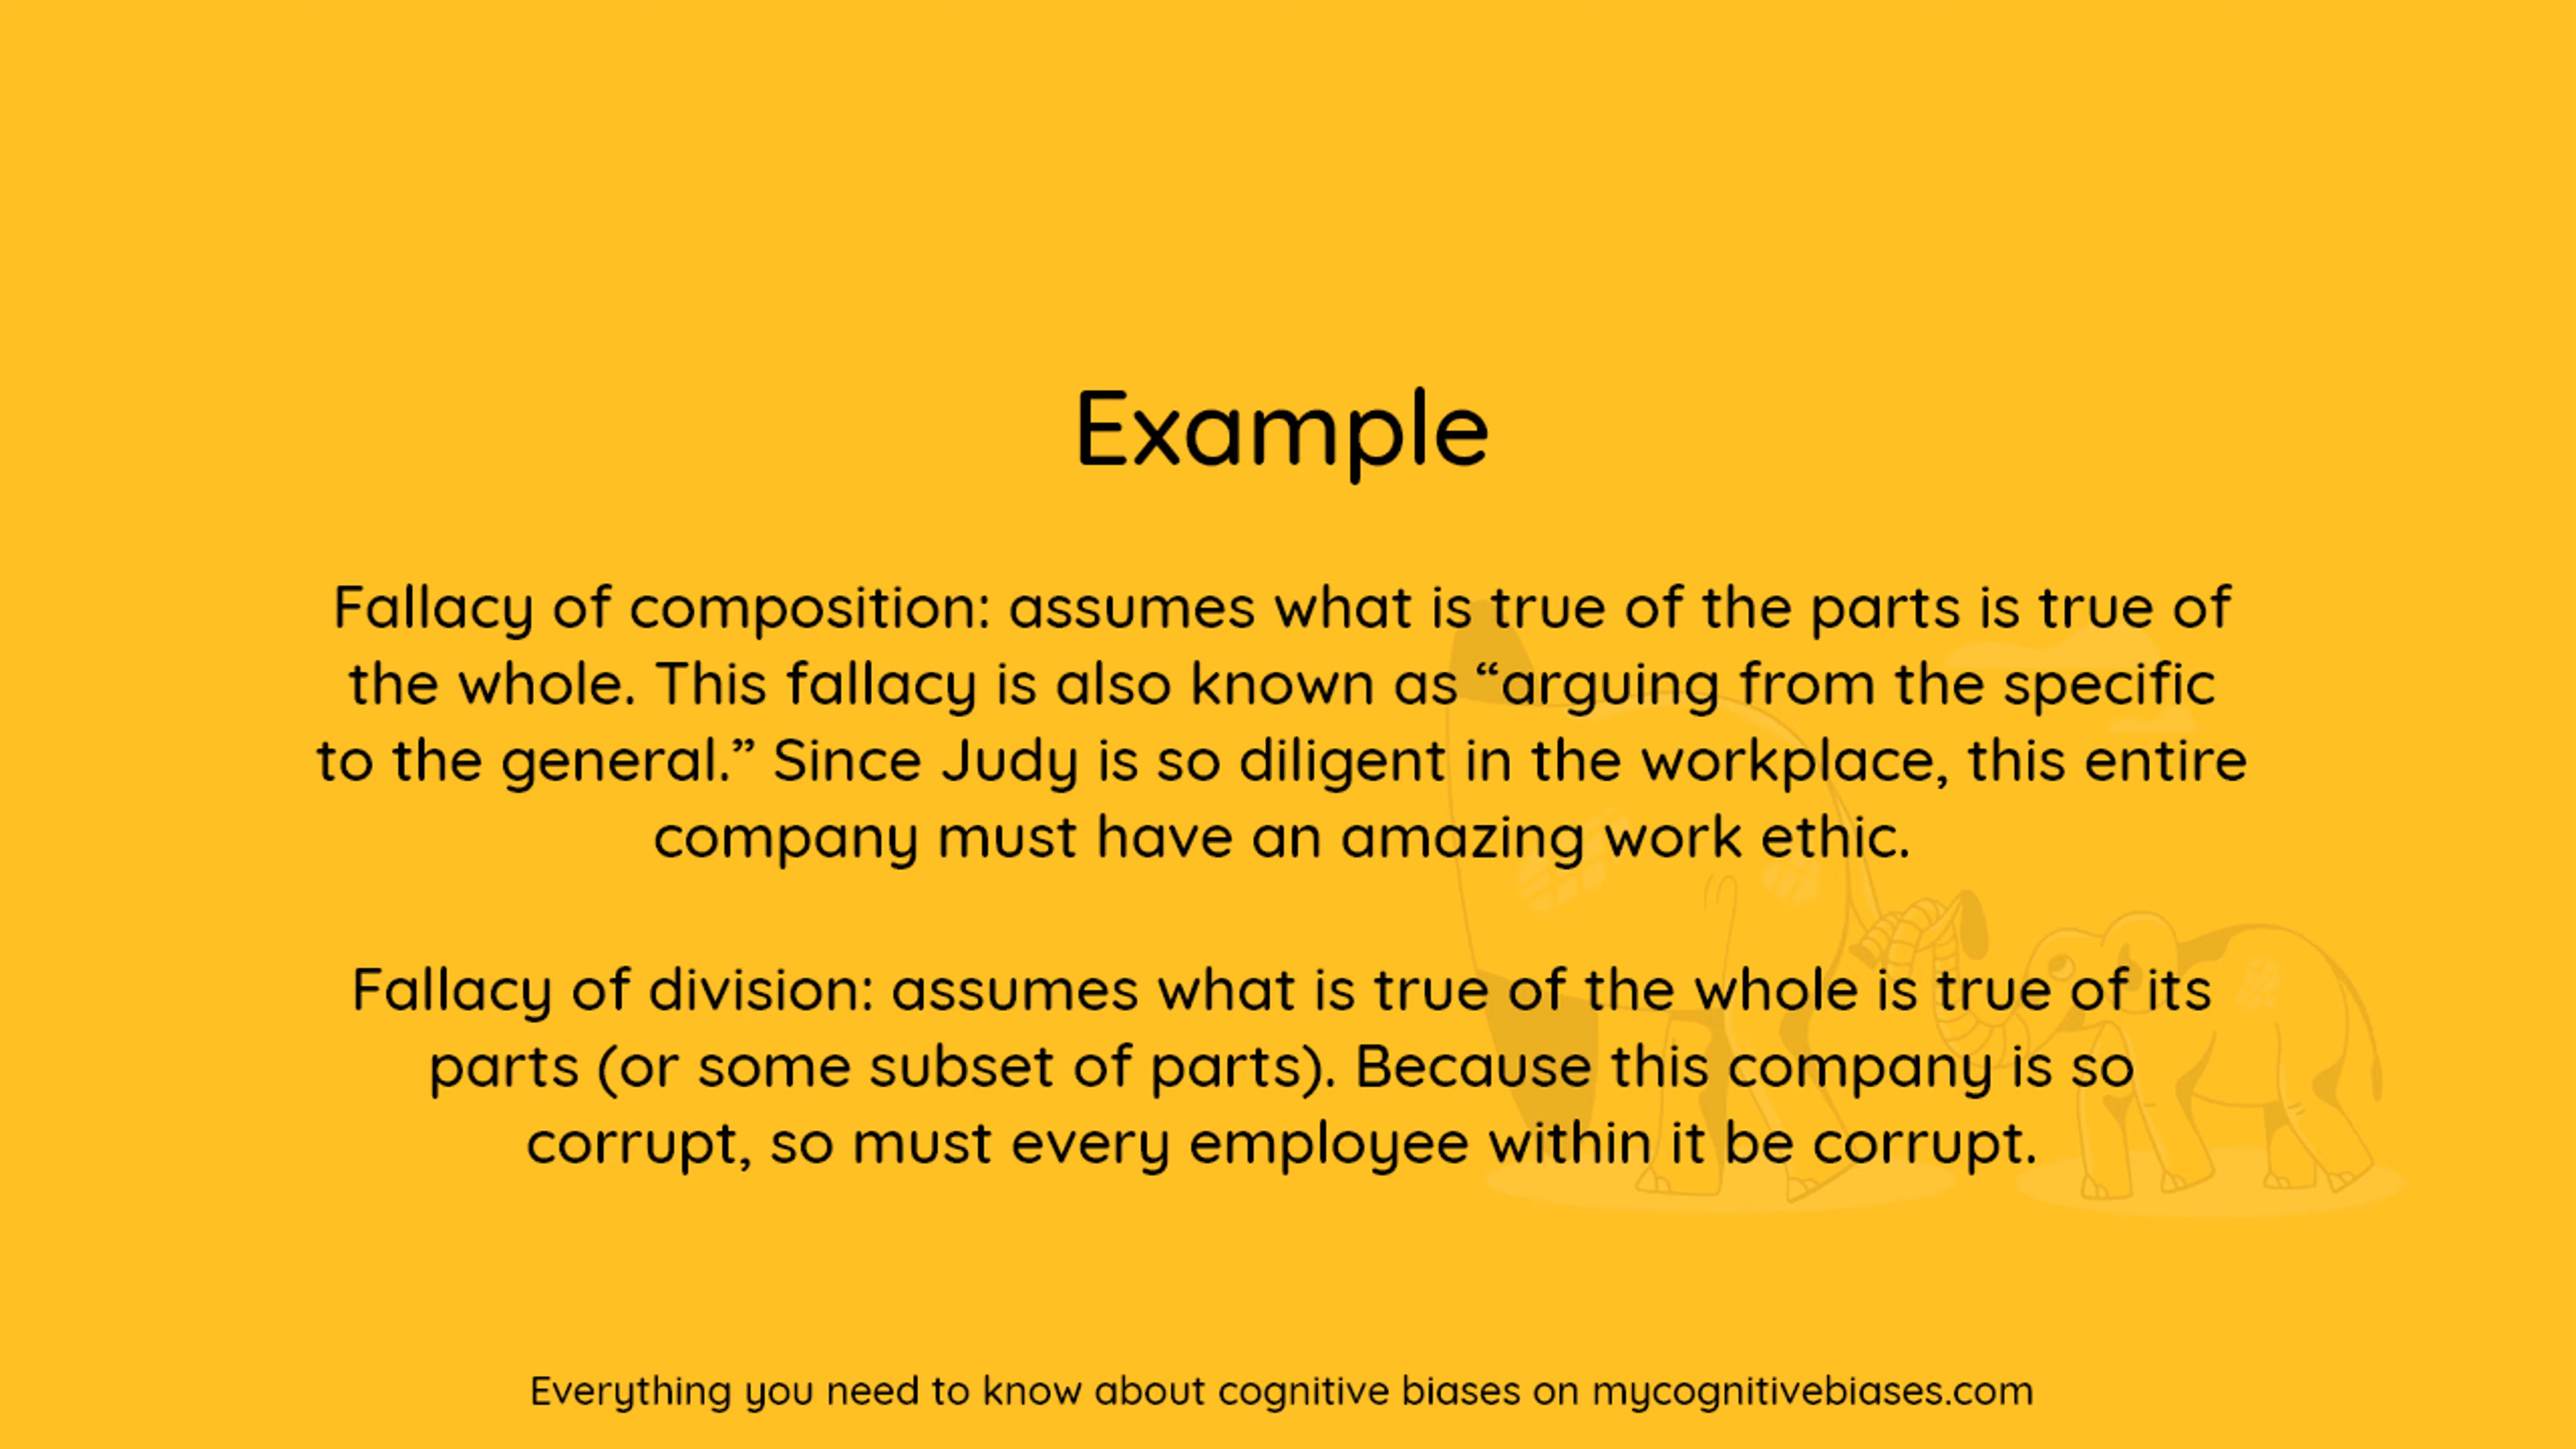 Example
Fallacy of composition: assumes what is true of the parts is true of
the whole. This fallacy is also known as “arguing from the specific
to the general.” Since Judy is so diligent in the workplace, this entire
company must have an amazing work ethic.
Fallacy of division: assumes what is true of the whole is true of its
parts (or some subset of parts). Because this company is so
corrupt, so must every employee within it be corrupt.
Everything you need to know about cognitive biases on mycognitivebiases.com